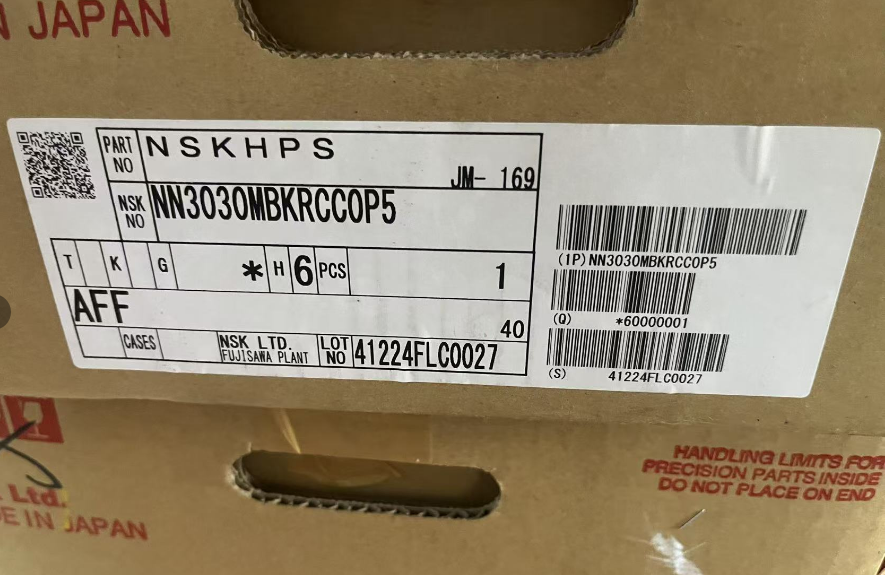 N JAPAN
PART NO NSKHPS
JM- 169
NSK NO NN3030MBKRCC0P5
T K G * H 6 PCS 1
AFF
40
CASES NSK LTD. FUJISAWA PLANT LOT NO 41224FLC0027
(1P) NN3030MBKRCC0P5
(Q) *60000001
(S) 41224FLC0027
Ltd.
DE IN JAPAN
HANDLING LIMITS FOR
PRECISION PARTS INSIDE
DO NOT PLACE ON END